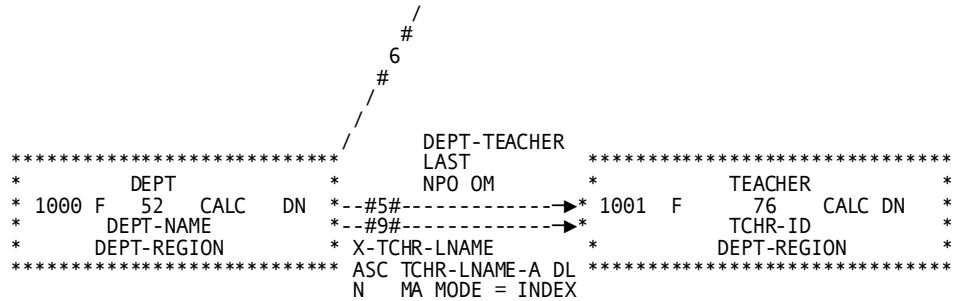 /
#
6
#
/
/
/
/ DEPT-TEACHER
**************************** LAST *******************************
* DEPT * NPO OM * TEACHER *
* 1000 F 52 CALC DN *--#5#-------------→* 1001 F 76 CALC DN *
* DEPT-NAME *--#9#-------------→* TCHR-ID *
* DEPT-REGION * X-TCHR-LNAME * DEPT-REGION *
**************************** ASC TCHR-LNAME-A DL *******************************
N MA MODE = INDEX